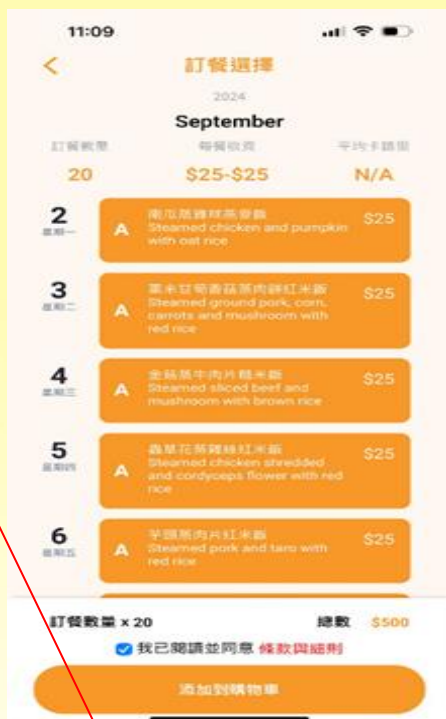 11:09
訂餐選擇
2024
September
訂餐數量 每餐收費 平均卡路里
20 $25-$25 N/A
2
星期一
A
南瓜蒸雞球燕麥飯
Steamed chicken and pumpkin
with oat rice
$25
3
星期二
A
粟米甘筍香菇蒸肉餅紅米飯
Steamed ground pork, corn,
carrots and mushroom with
red rice
$25
4
星期三
A
金菇蒸牛肉片糙米飯
Steamed sliced beef and
mushroom with brown rice
$25
5
星期四
A
蟲草花蒸雞絲紅米飯
Steamed chicken shredded
and cordyceps flower with red
rice
$25
6
星期五
A
芋頭蒸肉片紅米飯
Steamed pork and taro with
red rice
$25
訂餐數量 x 20 總數 $500
我已閱讀並同意 條款與細則
添加到購物車